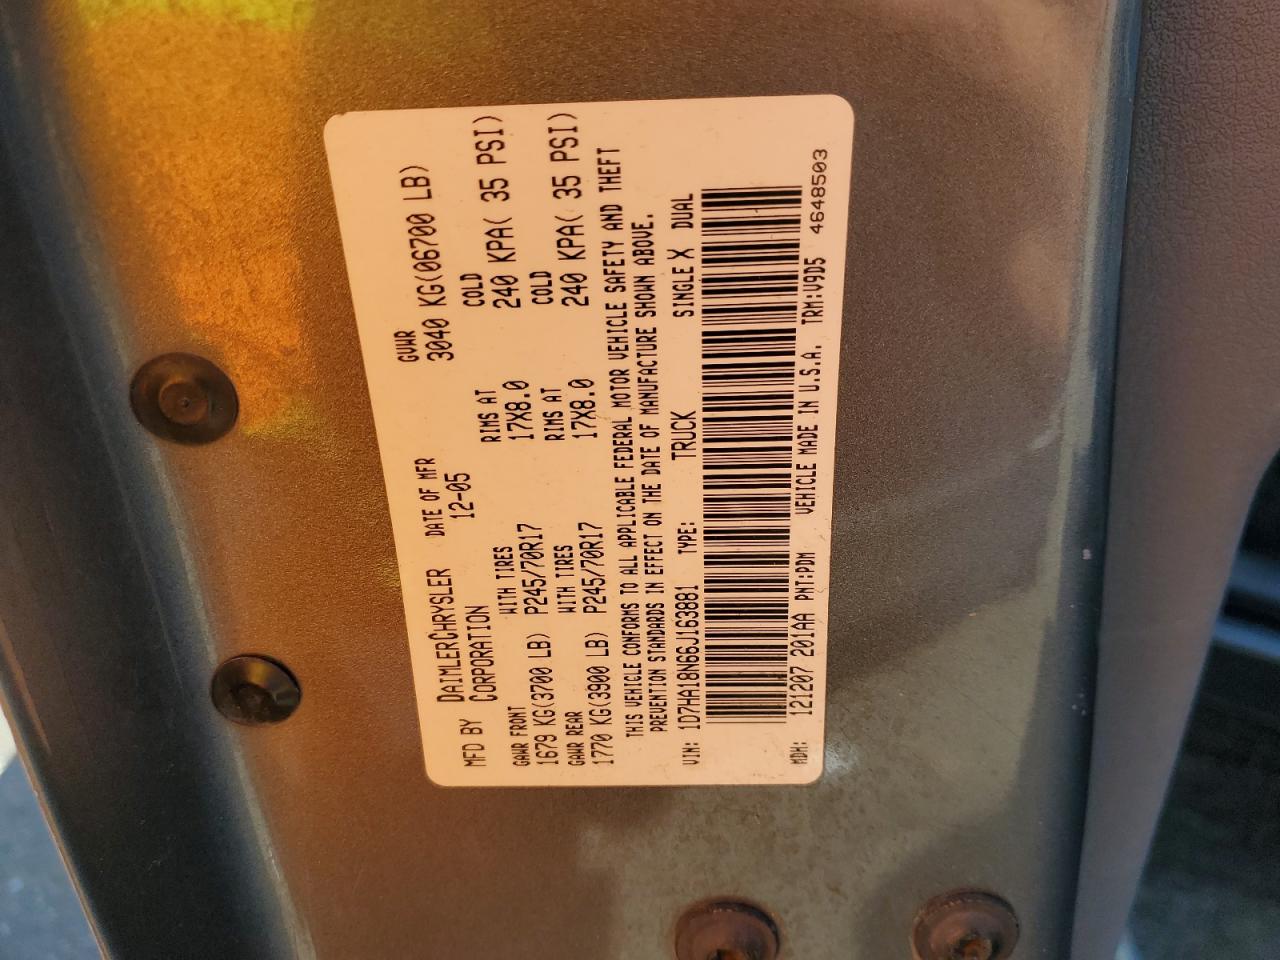 MFD BY DAIMLERCHRYSLER CORPORATION DATE OF MFR 12-05 GVWR 3040 KG(06700 LB)
GAWR FRONT WITH TIRES RIMS AT COLD
1679 KG(3700 LB) P245/70R17 17X8.0 240 KPA( 35 PSI)
GAWR REAR WITH TIRES RIMS AT COLD
1770 KG(3900 LB) P245/70R17 17X8.0 240 KPA( 35 PSI)
THIS VEHICLE CONFORMS TO ALL APPLICABLE FEDERAL MOTOR VEHICLE SAFETY AND THEFT
PREVENTION STANDARDS IN EFFECT ON THE DATE OF MANUFACTURE SHOWN ABOVE.
VIN: 1D7HA18N66J163881 TYPE: TRUCK SINGLE X DUAL
MDH: 121207 201AA PNT:PDM VEHICLE MADE IN U.S.A. TRM:V9D5 4648503